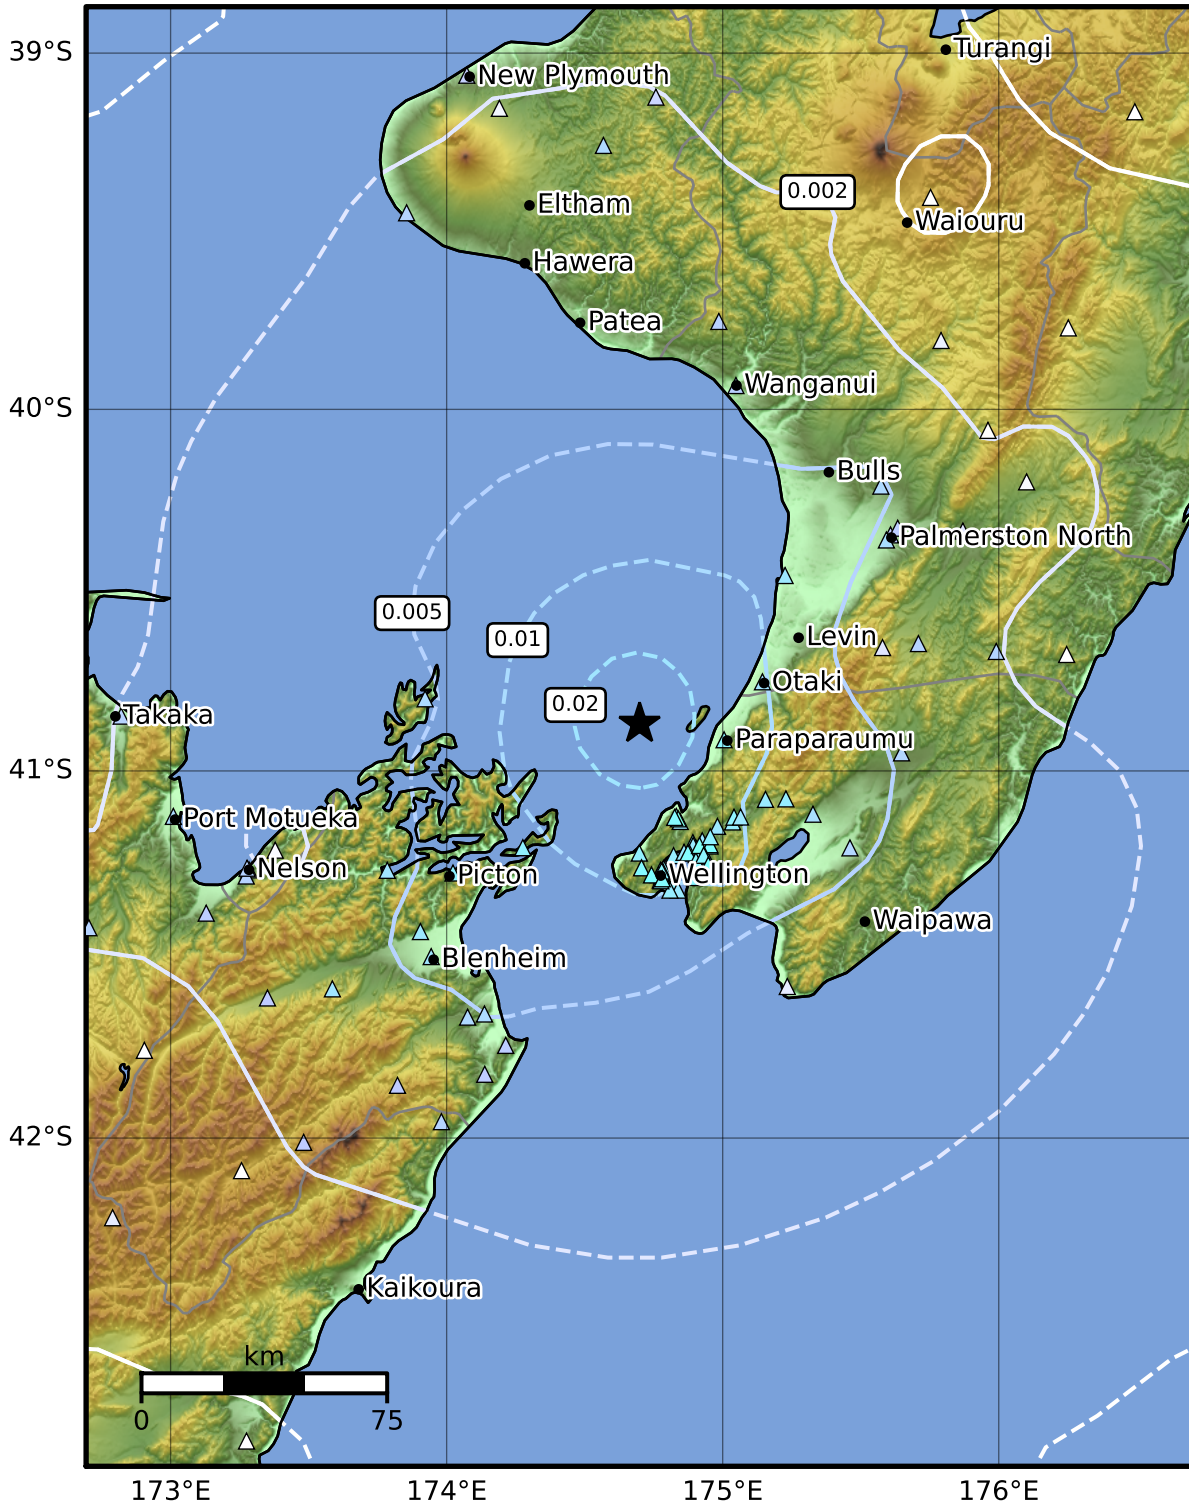 39°S
Turangi
New Plymouth
0.002
Eltham
Waiouru
Hawera
Patea
Wanganui
40°S
Bulls
Palmerston North
0.005
0.01
Levin
Otaki
0.02
Takaka
Paraparaumu
41°S
Port Motueka
Nelson
Picton
Wellington
Waipawa
Blenheim
42°S
Kaikoura
km
0
75
173°E
174°E
175°E
176°E